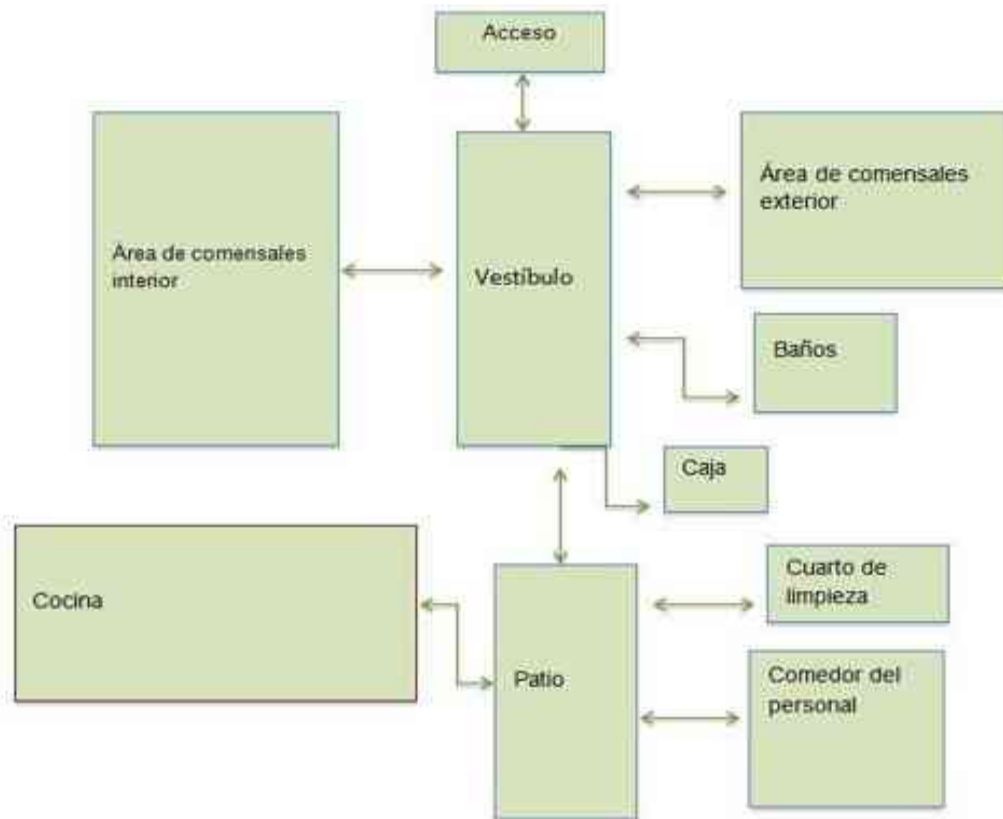 Acceso
Área de comensales
exterior
Área de comensales
interior
Vestíbulo
Baños
Caja
Cocina
Cuarto de
limpieza
Patio
Comedor del
personal